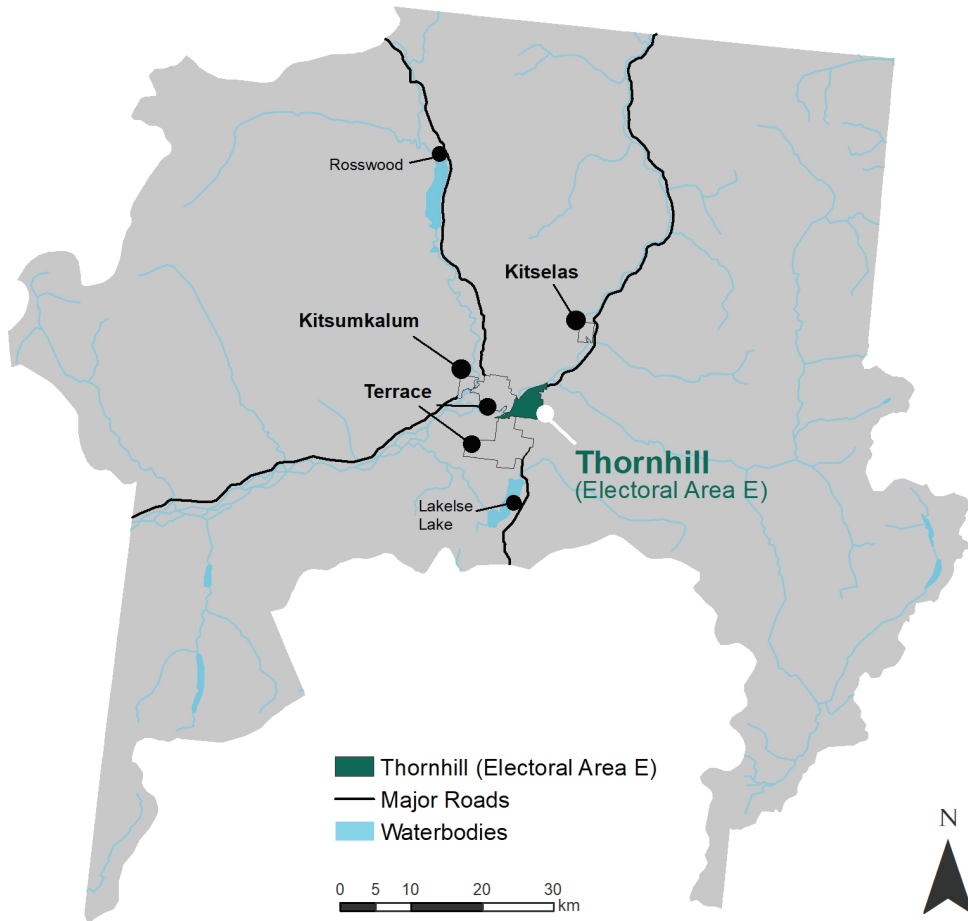 Rosswood
Kitselas
Kitsumkalum
Terrace
Thornhill
(Electoral Area E)
Lakelse
Lake
Thornhill (Electoral Area E)
Major Roads
Waterbodies
N
0 5 10 20 30
km